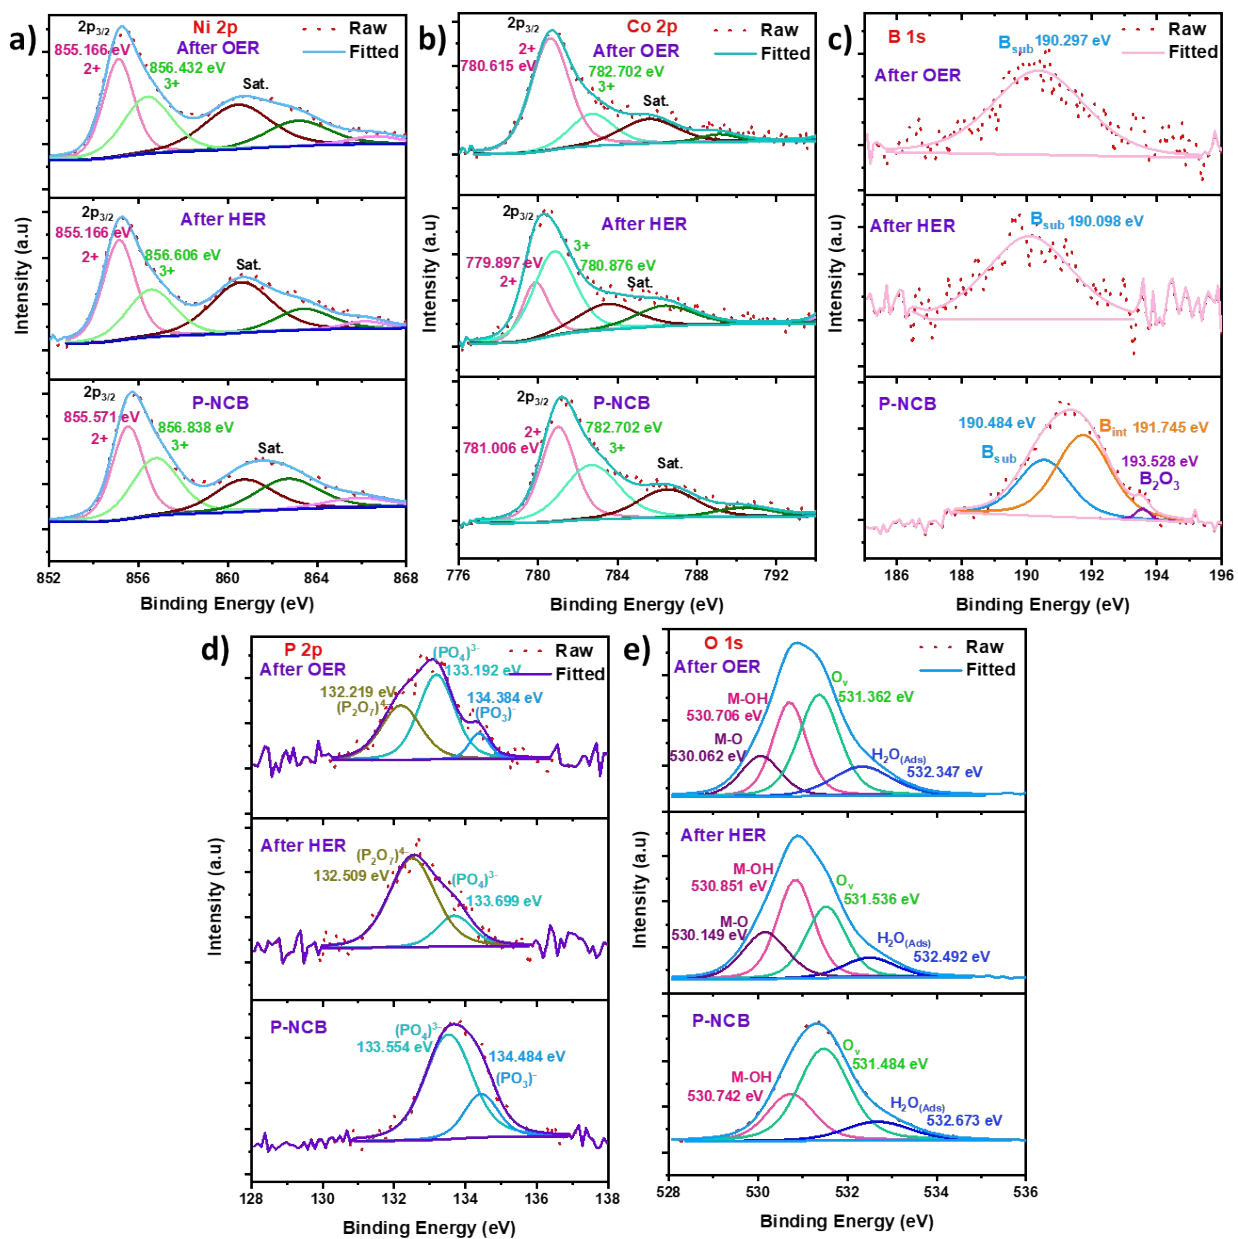 a)
Ni 2p
Raw
Fitted
2p3/2
After OER
855.166 eV
2+
856.432 eV
3+
Sat.
2p3/2
After HER
855.166 eV
2+
856.606 eV
3+
Sat.
2p3/2
P-NCB
855.571 eV
2+
856.838 eV
3+
Sat.
Intensity (a.u)
852 856 860 864 868
Binding Energy (eV)
b)
Co 2p
Raw
Fitted
2p3/2
After OER
2+
780.615 eV
782.702 eV
3+
Sat.
2p3/2
After HER
3+
779.897 eV
780.876 eV
2+
Sat.
2p3/2
P-NCB
2+
782.702 eV
781.006 eV
3+
Sat.
Intensity (a.u)
776 780 784 788 792
Binding Energy (eV)
c)
B 1s
Raw
Fitted
Bsub 190.297 eV
After OER
After HER
Bsub 190.098 eV
P-NCB
190.484 eV
Bsub
Bint 191.745 eV
193.528 eV
B2O3
Intensity (a.u)
186 188 190 192 194 196
Binding Energy (eV)
d)
P 2p
Raw
Fitted
After OER
(PO4)3-
133.192 eV
132.219 eV
(P2O7)4-
134.384 eV
(PO3)-
After HER
(P2O7)4-
132.509 eV
(PO4)3-
133.699 eV
P-NCB
(PO4)3-
133.554 eV
134.484 eV
(PO3)-
Intensity (a.u)
128 130 132 134 136 138
Binding Energy (eV)
e)
O 1s
Raw
Fitted
After OER
M-OH
530.706 eV
Ov
531.362 eV
M-O
530.062 eV
H2O(Ads)
532.347 eV
After HER
M-OH
530.851 eV
Ov
531.536 eV
M-O
530.149 eV
H2O(Ads)
532.492 eV
P-NCB
Ov
531.484 eV
M-OH
530.742 eV
H2O(Ads)
532.673 eV
Intensity (a.u)
528 530 532 534 536
Binding Energy (eV)